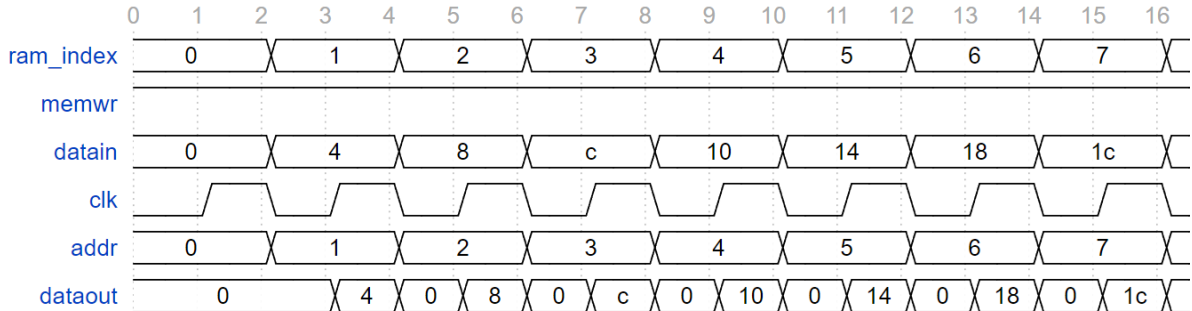 0 1 2 3 4 5 6 7 8 9 10 11 12 13 14 15 16
ram_index 0 1 2 3 4 5 6 7
memwr
datain 0 4 8 c 10 14 18 1c
clk
addr 0 1 2 3 4 5 6 7
dataout 0 4 0 8 0 c 0 10 0 14 0 18 0 1c